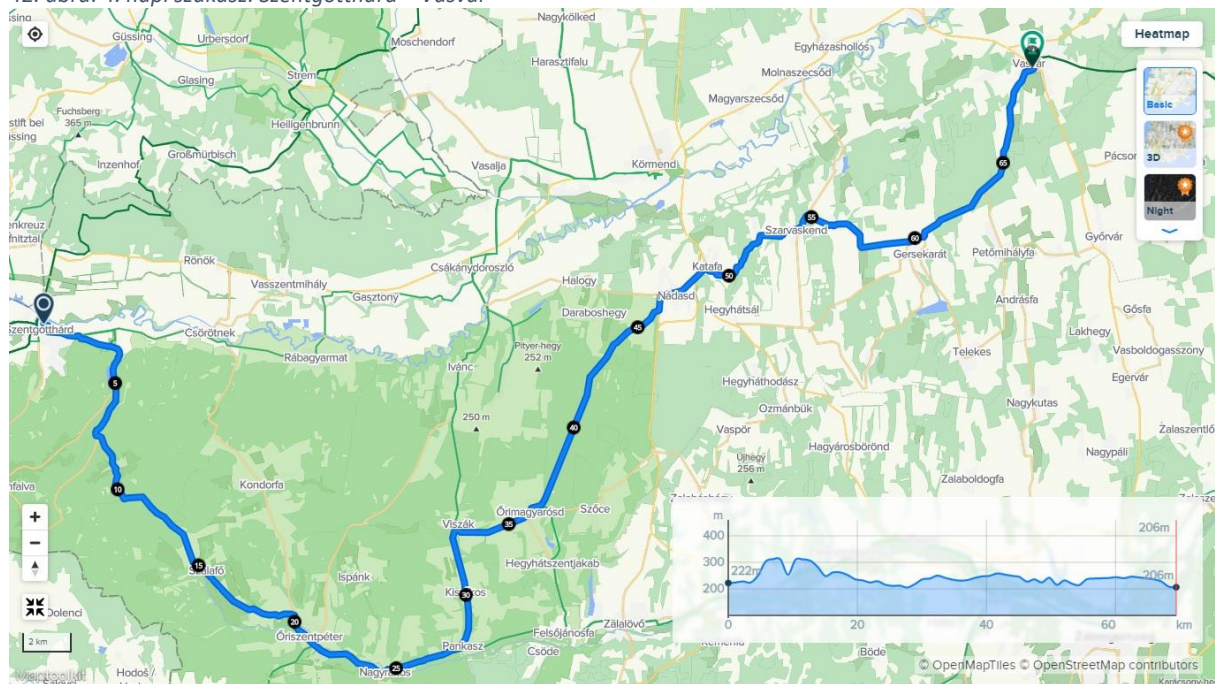 Nagykölked
Heatmap
Güssing
Urbersdorf
Moschendorf
Egyházashollós
Vasvár
Harasztifalu
Strem
Molnaszecsőd
Glasing
Basic
Magyarszecsőd
Fuchsberg
365 m
Heiligenbrunn
Großmürbisch
3D
Inzenhof
Vasalja
Körmend
Night
Szarvaskend
55
65
Győrvár
Rönök
Csákánydoroszló
60
Katafa
Gersekarát
Petőmihályfa
Vasszentmihály
Halogy
50
Gasztony
Nádasd
Andrásfa
Szentgotthárd
Daraboshegy
Hegyhátsál
Gősfa
Csörötnek
45
Lakhegy
Rábagyarmat
Pityer-hegy
252 m
Telekes
Vasboldogasszony
Ivánc
5
Hegyháthodász
Egervár
Ozmánbük
Nagykutas
250 m
40
Vaspör
Hagyárosbörönd
Újhegy
256 m
Nagypáli
Kondorfa
Zalaboldogfa
10
Viszák
35
Őrimagyarósd
Szőce
15
Szalafő
Hegyhátszentjakab
Ispánk
30
Dolenci
20
Őriszentpéter
Felsőjánosfa
Zalalövő
2 km
Pankasz
Csöde
25
Hodoš /
Böde
m
400
300
200
222m
206m
206m
0
20
40
60
km
© OpenMapTiles © OpenStreetMap contributors